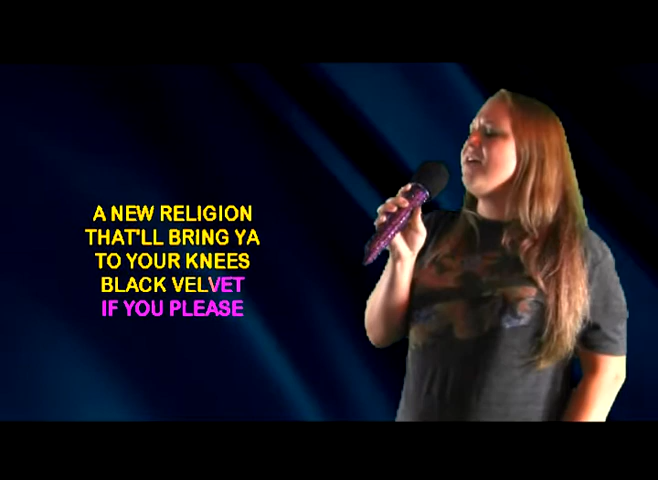 A NEW RELIGION
THAT'LL BRING YA
TO YOUR KNEES
BLACK VELVET
IF YOU PLEASE